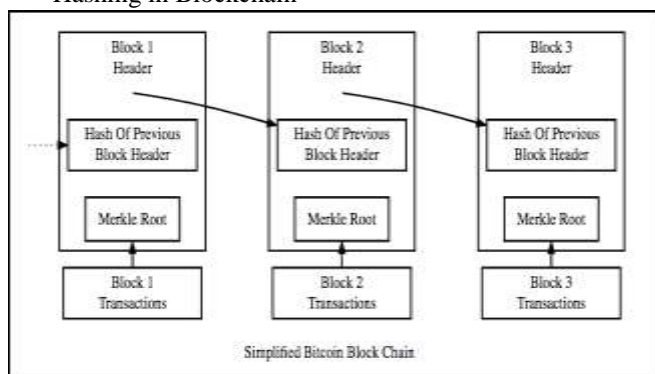 Hashing in Blockchain
Block 1
Header
Hash Of Previous
Block Header
Merkle Root
Block 1
Transactions
Block 2
Header
Hash Of Previous
Block Header
Merkle Root
Block 2
Transactions
Block 3
Header
Hash Of Previous
Block Header
Merkle Root
Block 3
Transactions
Simplified Bitcoin Block Chain